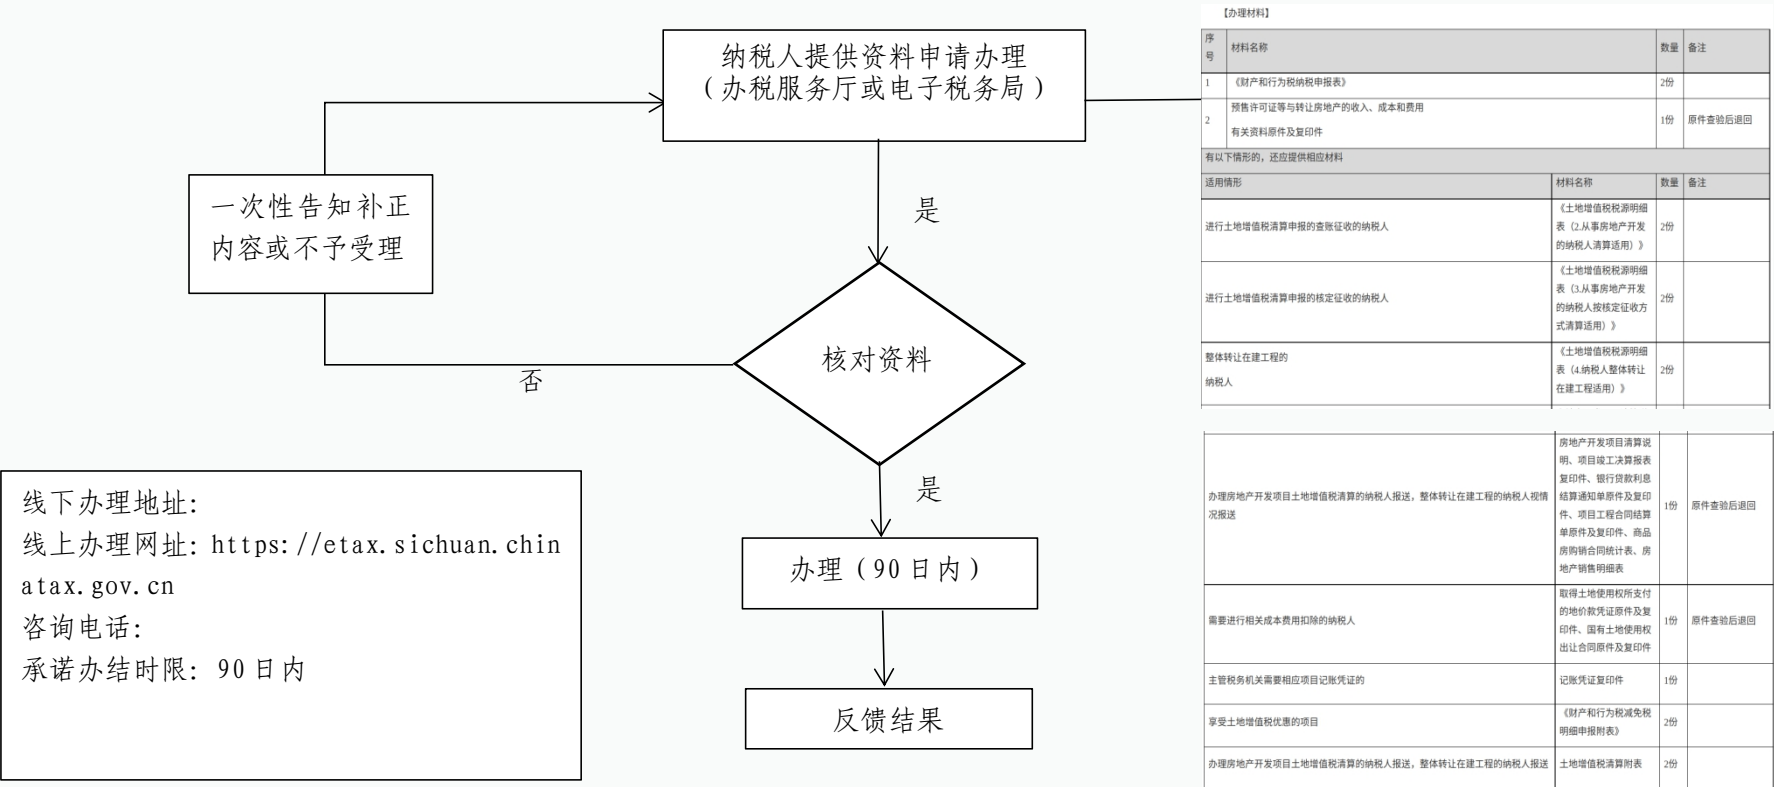 纳税人提供资料申请办理
（办税服务厅或电子税务局）
一次性告知补正
内容或不予受理
是
核对资料
否
是
办理（90日内）
反馈结果
线下办理地址：
线上办理网址：https://etax.sichuan.chin
atax.gov.cn
咨询电话：
承诺办结时限：90日内
【办理材料】
序
号
材料名称
数量
备注
1
《财产和行为税纳税申报表》
2份
2
预售许可证等与转让房地产的收入、成本和费用
有关资料原件及复印件
1份
原件查验后退回
有以下情形的，还应提供相应材料
适用情形
材料名称
数量
备注
进行土地增值税清算申报的查账征收的纳税人
《土地增值税税源明细
表（2.从事房地产开发
的纳税人清算适用）》
2份
进行土地增值税清算申报的核定征收的纳税人
《土地增值税税源明细
表（3.从事房地产开发
的纳税人按核定征收方
式清算适用）》
2份
整体转让在建工程的
纳税人
《土地增值税税源明细
表（4.纳税人整体转让
在建工程适用）》
2份
办理房地产开发项目土地增值税清算的纳税人报送，整体转让在建工程的纳税人视情
况报送
房地产开发项目清算说
明、项目竣工决算报表
复印件、银行贷款利息
结算通知单原件及复印
件、项目工程合同结算
单原件及复印件、商品
房购销合同统计表、房
地产销售明细表
1份
原件查验后退回
需要进行相关成本费用扣除的纳税人
取得土地使用权所支付
的地价款凭证原件及复
印件、国有土地使用权
出让合同原件及复印件
1份
原件查验后退回
主管税务机关需要相应项目记账凭证的
记账凭证复印件
1份
享受土地增值税优惠的项目
《财产和行为税减免税
明细申报附表》
2份
办理房地产开发项目土地增值税清算的纳税人报送，整体转让在建工程的纳税人报送
土地增值税清算附表
2份